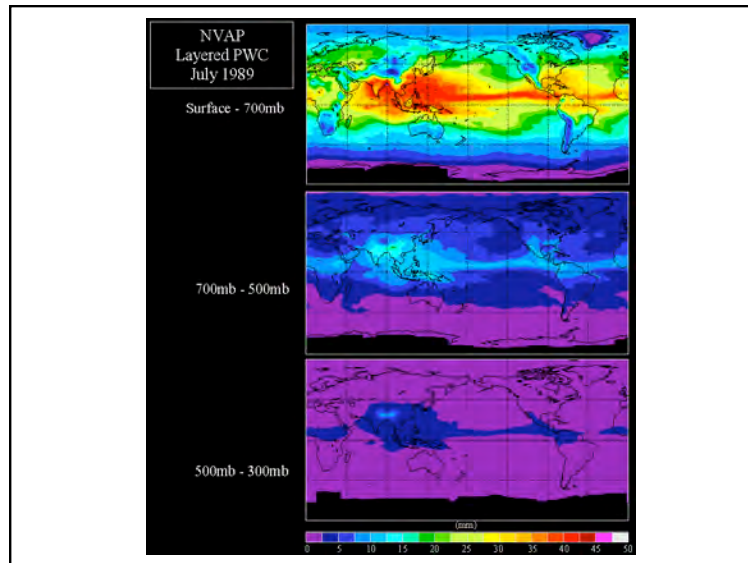 NVAP
Layered PWC
July 1989
Surface - 700mb
700mb - 500mb
500mb - 300mb
(mm)
0 5 10 15 20 25 30 35 40 45 50